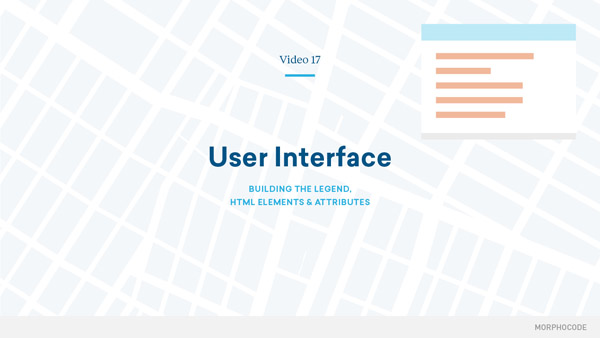 Video 17
User Interface
BUILDING THE LEGEND,
HTML ELEMENTS & ATTRIBUTES
MORPHOCODE